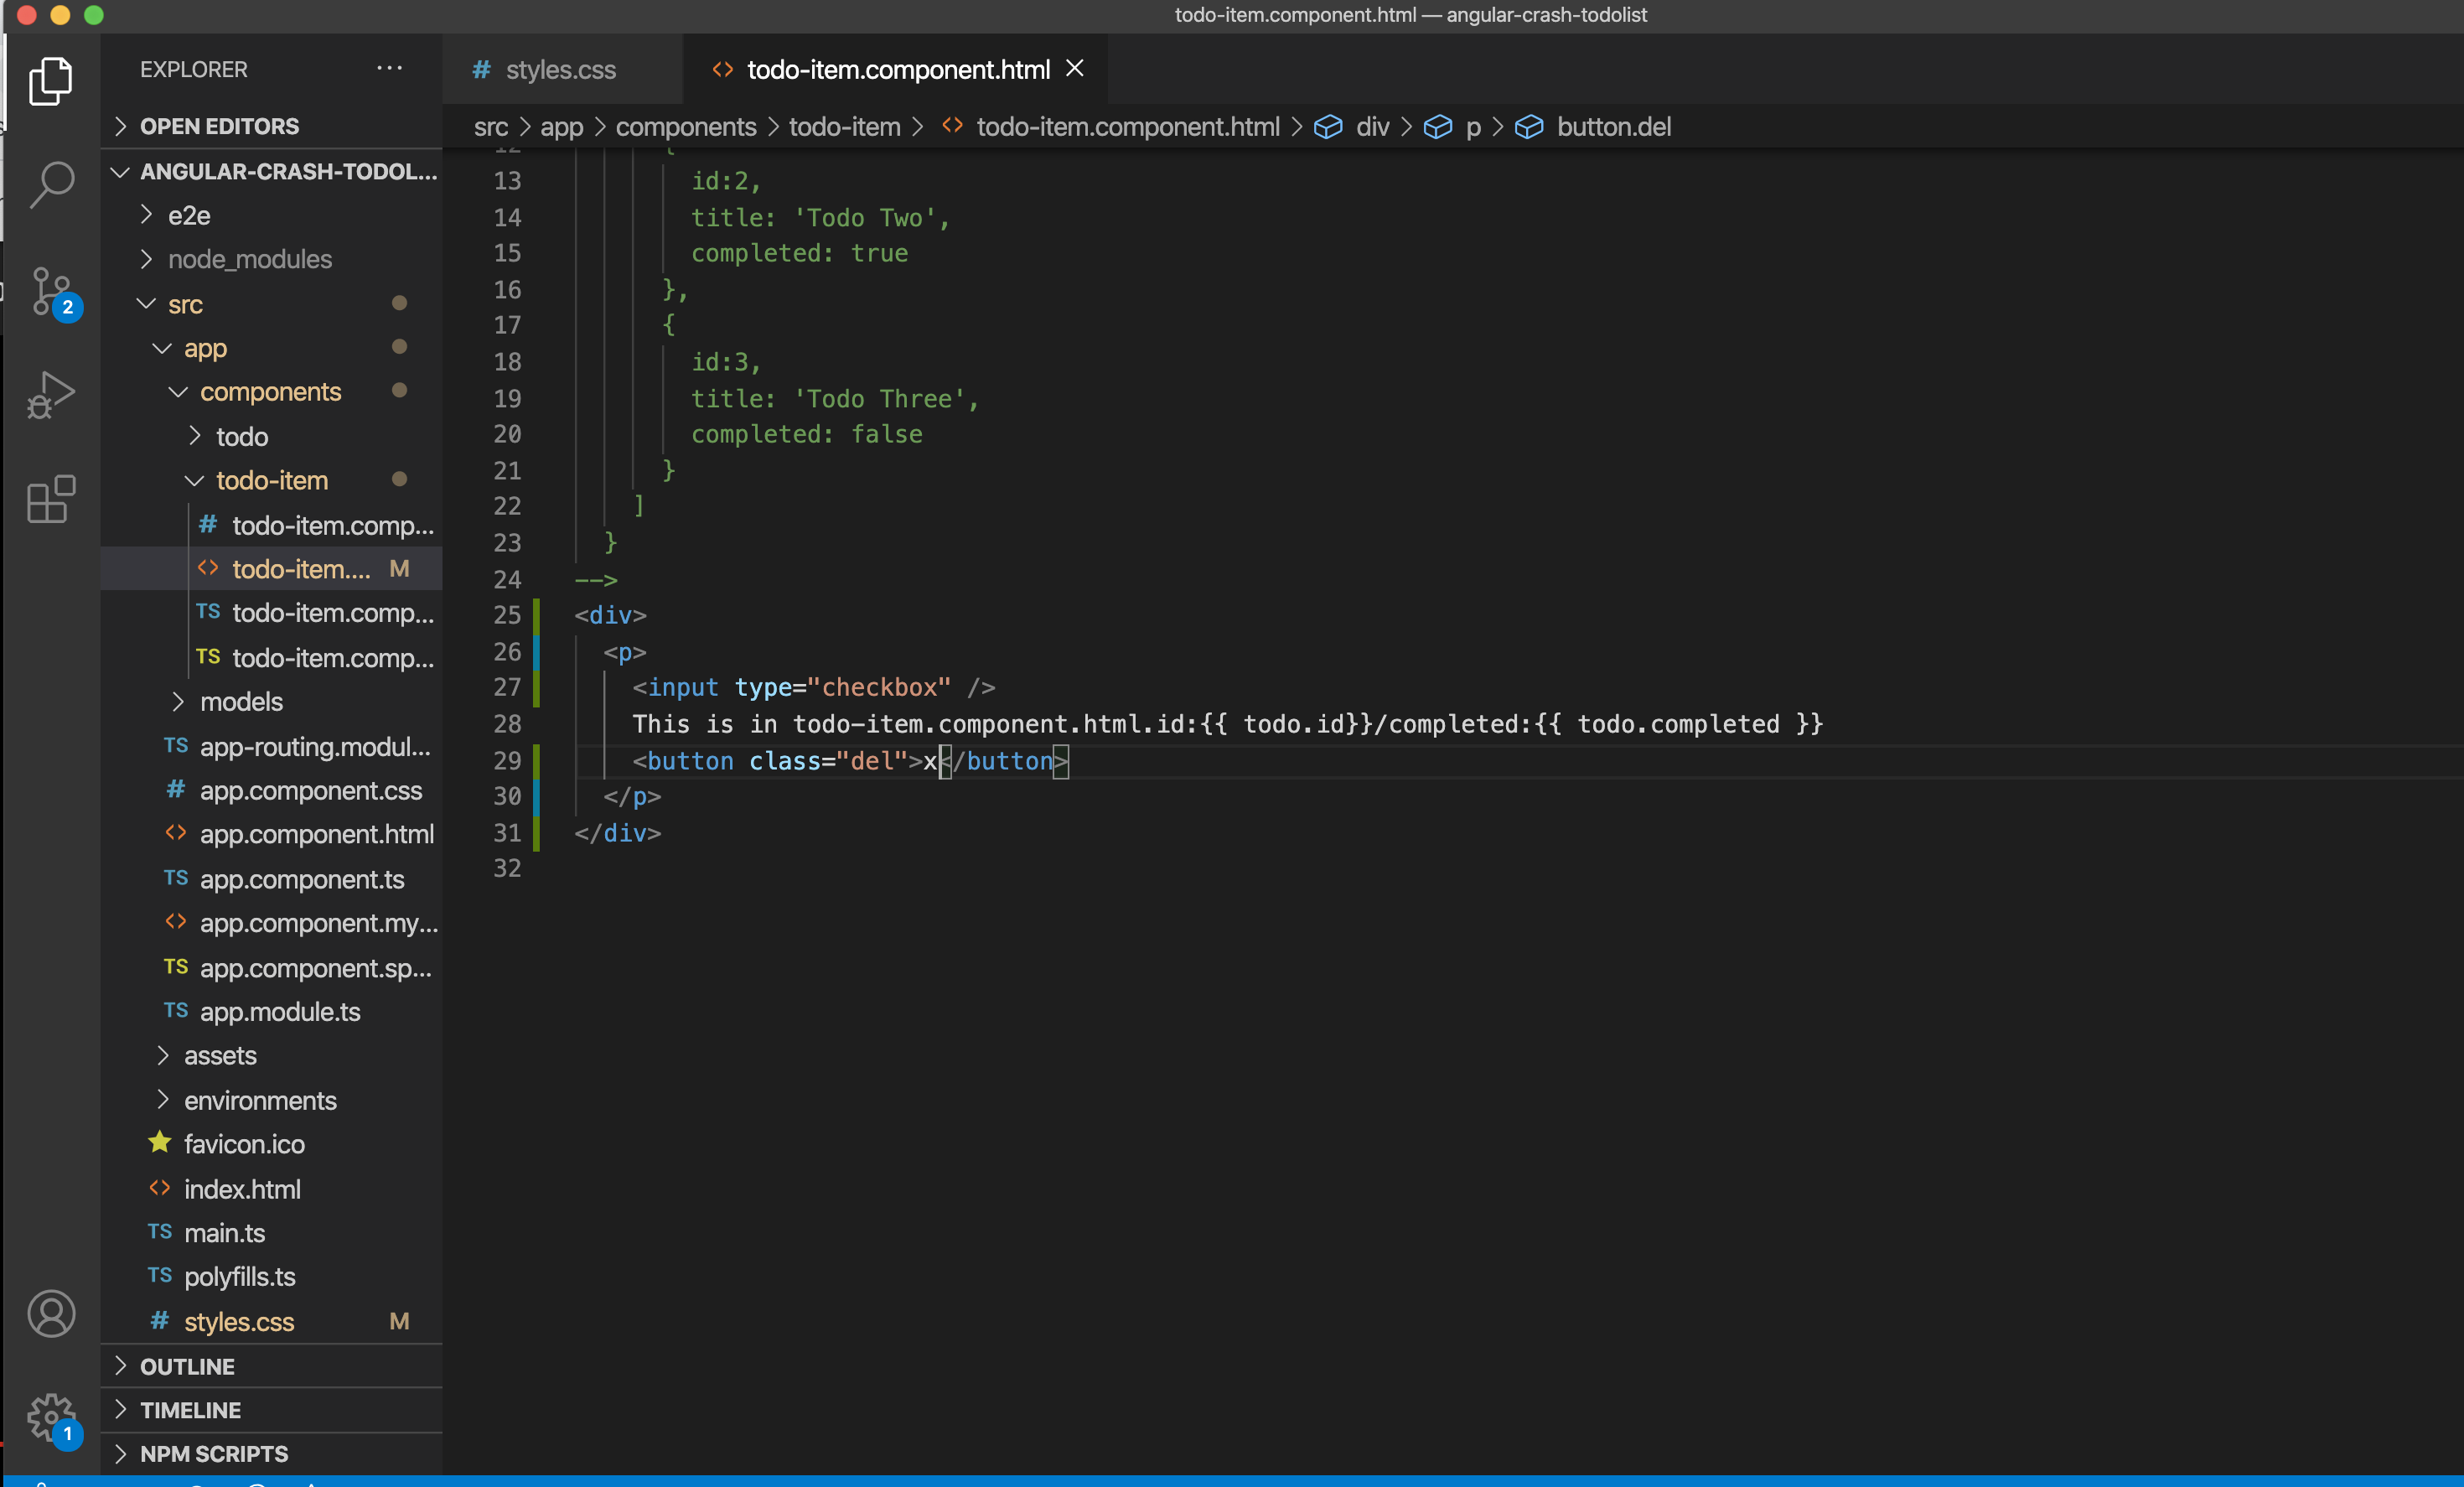 todo-item.component.html — angular-crash-todolist
EXPLORER
OPEN EDITORS
ANGULAR-CRASH-TODOL...
e2e
node_modules
src
app
components
todo
todo-item
# todo-item.comp...
<> todo-item.... M
TS todo-item.comp...
TS todo-item.comp...
models
TS app-routing.modul...
# app.component.css
<> app.component.html
TS app.component.ts
<> app.component.my...
TS app.component.sp...
TS app.module.ts
assets
environments
favicon.ico
<> index.html
TS main.ts
TS polyfills.ts
# styles.css M
OUTLINE
TIMELINE
NPM SCRIPTS
2
1
# styles.css
<> todo-item.component.html
src > app > components > todo-item > <> todo-item.component.html > div > p > button.del
12 {
13 id:2,
14 title: 'Todo Two',
15 completed: true
16 },
17 {
18 id:3,
19 title: 'Todo Three',
20 completed: false
21 }
22 ]
23 }
24 -->
25 <div>
26 <p>
27 <input type="checkbox" />
28 This is in todo-item.component.html.id:{{ todo.id}}/completed:{{ todo.completed }}
29 <button class="del">x</button>
30 </p>
31 </div>
32